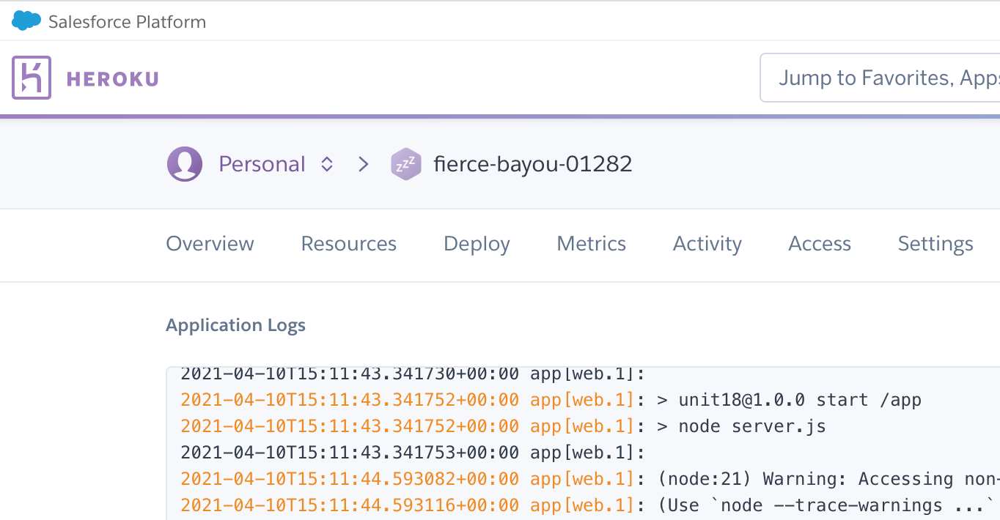 Salesforce Platform
HEROKU
Jump to Favorites, Apps
Personal > zzz fierce-bayou-01282
Overview Resources Deploy Metrics Activity Access Settings
Application Logs
2021-04-10T15:11:43.341730+00:00 app[web.1]:
2021-04-10T15:11:43.341752+00:00 app[web.1]: > unit18@1.0.0 start /app
2021-04-10T15:11:43.341752+00:00 app[web.1]: > node server.js
2021-04-10T15:11:43.341753+00:00 app[web.1]:
2021-04-10T15:11:44.593082+00:00 app[web.1]: (node:21) Warning: Accessing non-
2021-04-10T15:11:44.593116+00:00 app[web.1]: (Use `node --trace-warnings ...`